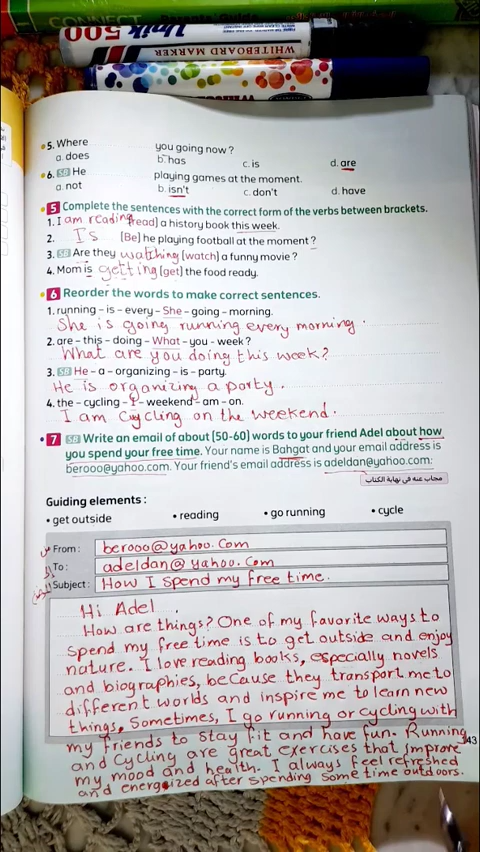 CONNECT
Unik 500
WHITEBOARD MARKER
5. Where you going now ?
a. does b. has c. is d. are
6. SB He playing games at the moment.
a. not b. isn't c. don't d. have
5 Complete the sentences with the correct form of the verbs between brackets.
1. I am reading (read) a history book this week.
2. Is (Be) he playing football at the moment ?
3. SB Are they watching (watch) a funny movie ?
4. Mom is getting (get) the food ready.
6 Reorder the words to make correct sentences.
1. running – is – every – She – going – morning.
She is going running every morning.
2. are – this – doing – What – you – week ?
What are you doing this week?
3. SB He – a – organizing – is – party.
He is organizing a party.
4. the – cycling – I – weekend – am – on.
I am cycling on the weekend.
7 SB Write an email of about (50-60) words to your friend Adel about how
you spend your free time. Your name is Bahgat and your email address is
berooo@yahoo.com. Your friend's email address is adeldan@yahoo.com:
مجاب عنه في نهاية الكتاب
Guiding elements :
• get outside • reading • go running • cycle
From : berooo@yahoo.com
To : adeldan@yahoo.com
Subject : How I spend my free time.
Hi Adel
How are things? One of my favorite ways to
spend my free time is to get outside and enjoy
nature. I love reading books, especially novels
and biographies, because they transport me to
different worlds and inspire me to learn new
things. Sometimes, I go running or cycling with
my friends to stay fit and have fun. Running
and cycling are great exercises that improve
my mood and health. I always feel refreshed
and energized after spending some time outdoors.
143